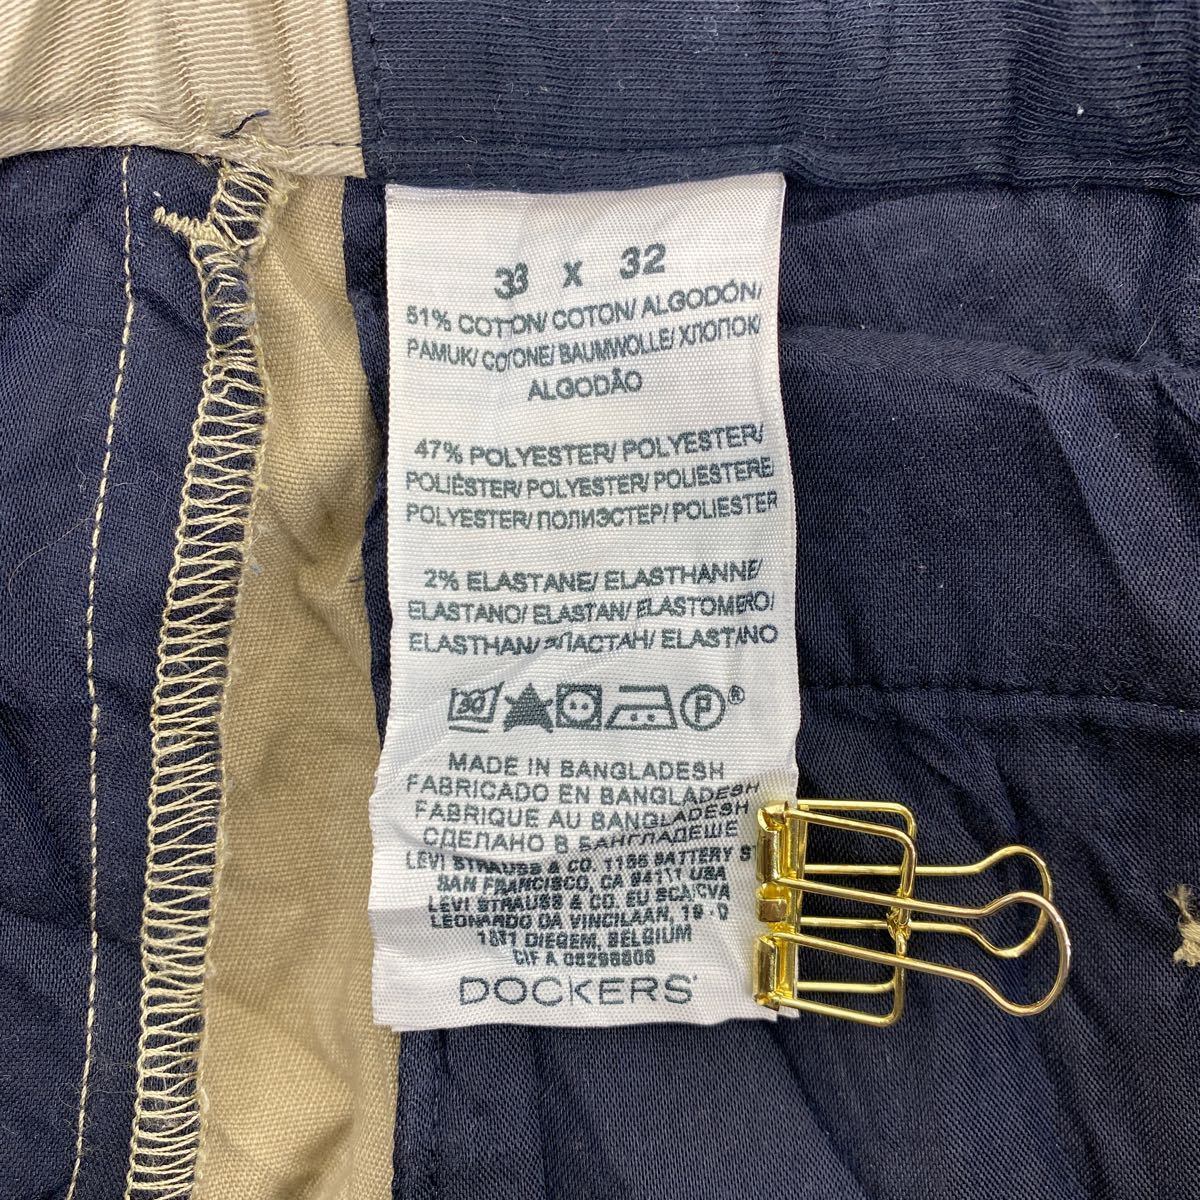 33 x 32
51% COTTON/ COTON/ ALGODÓN/
PAMUK/ COTONE/ BAUMWOLLE/ ХЛОПОК/
ALGODÃO
47% POLYESTER/ POLYESTER/
POLIÉSTER/ POLYESTER/ POLIESTERE/
POLYESTER/ ПОЛИЭСТЕР/ POLIESTER
2% ELASTANE/ ELASTHANNE/
ELASTANO/ ELASTAN/ ELASTOMERO/
ELASTHAN/ ЭЛАСТАН/ ELASTANO
30 P ®
MADE IN BANGLADESH
FABRICADO EN BANGLADESH
FABRIQUE AU BANGLADESH
СДЕЛАНО В БАНГЛАДЕШЕ
LEVI STRAUSS & CO. 1155 BATTERY ST
SAN FRANCISCO, CA 94111 USA
LEVI STRAUSS & CO. EU SCA/CVA
LEONARDO DA VINCILAAN, 19-D
1831 DIEGEM, BELGIUM
CIF A
DOCKERS®